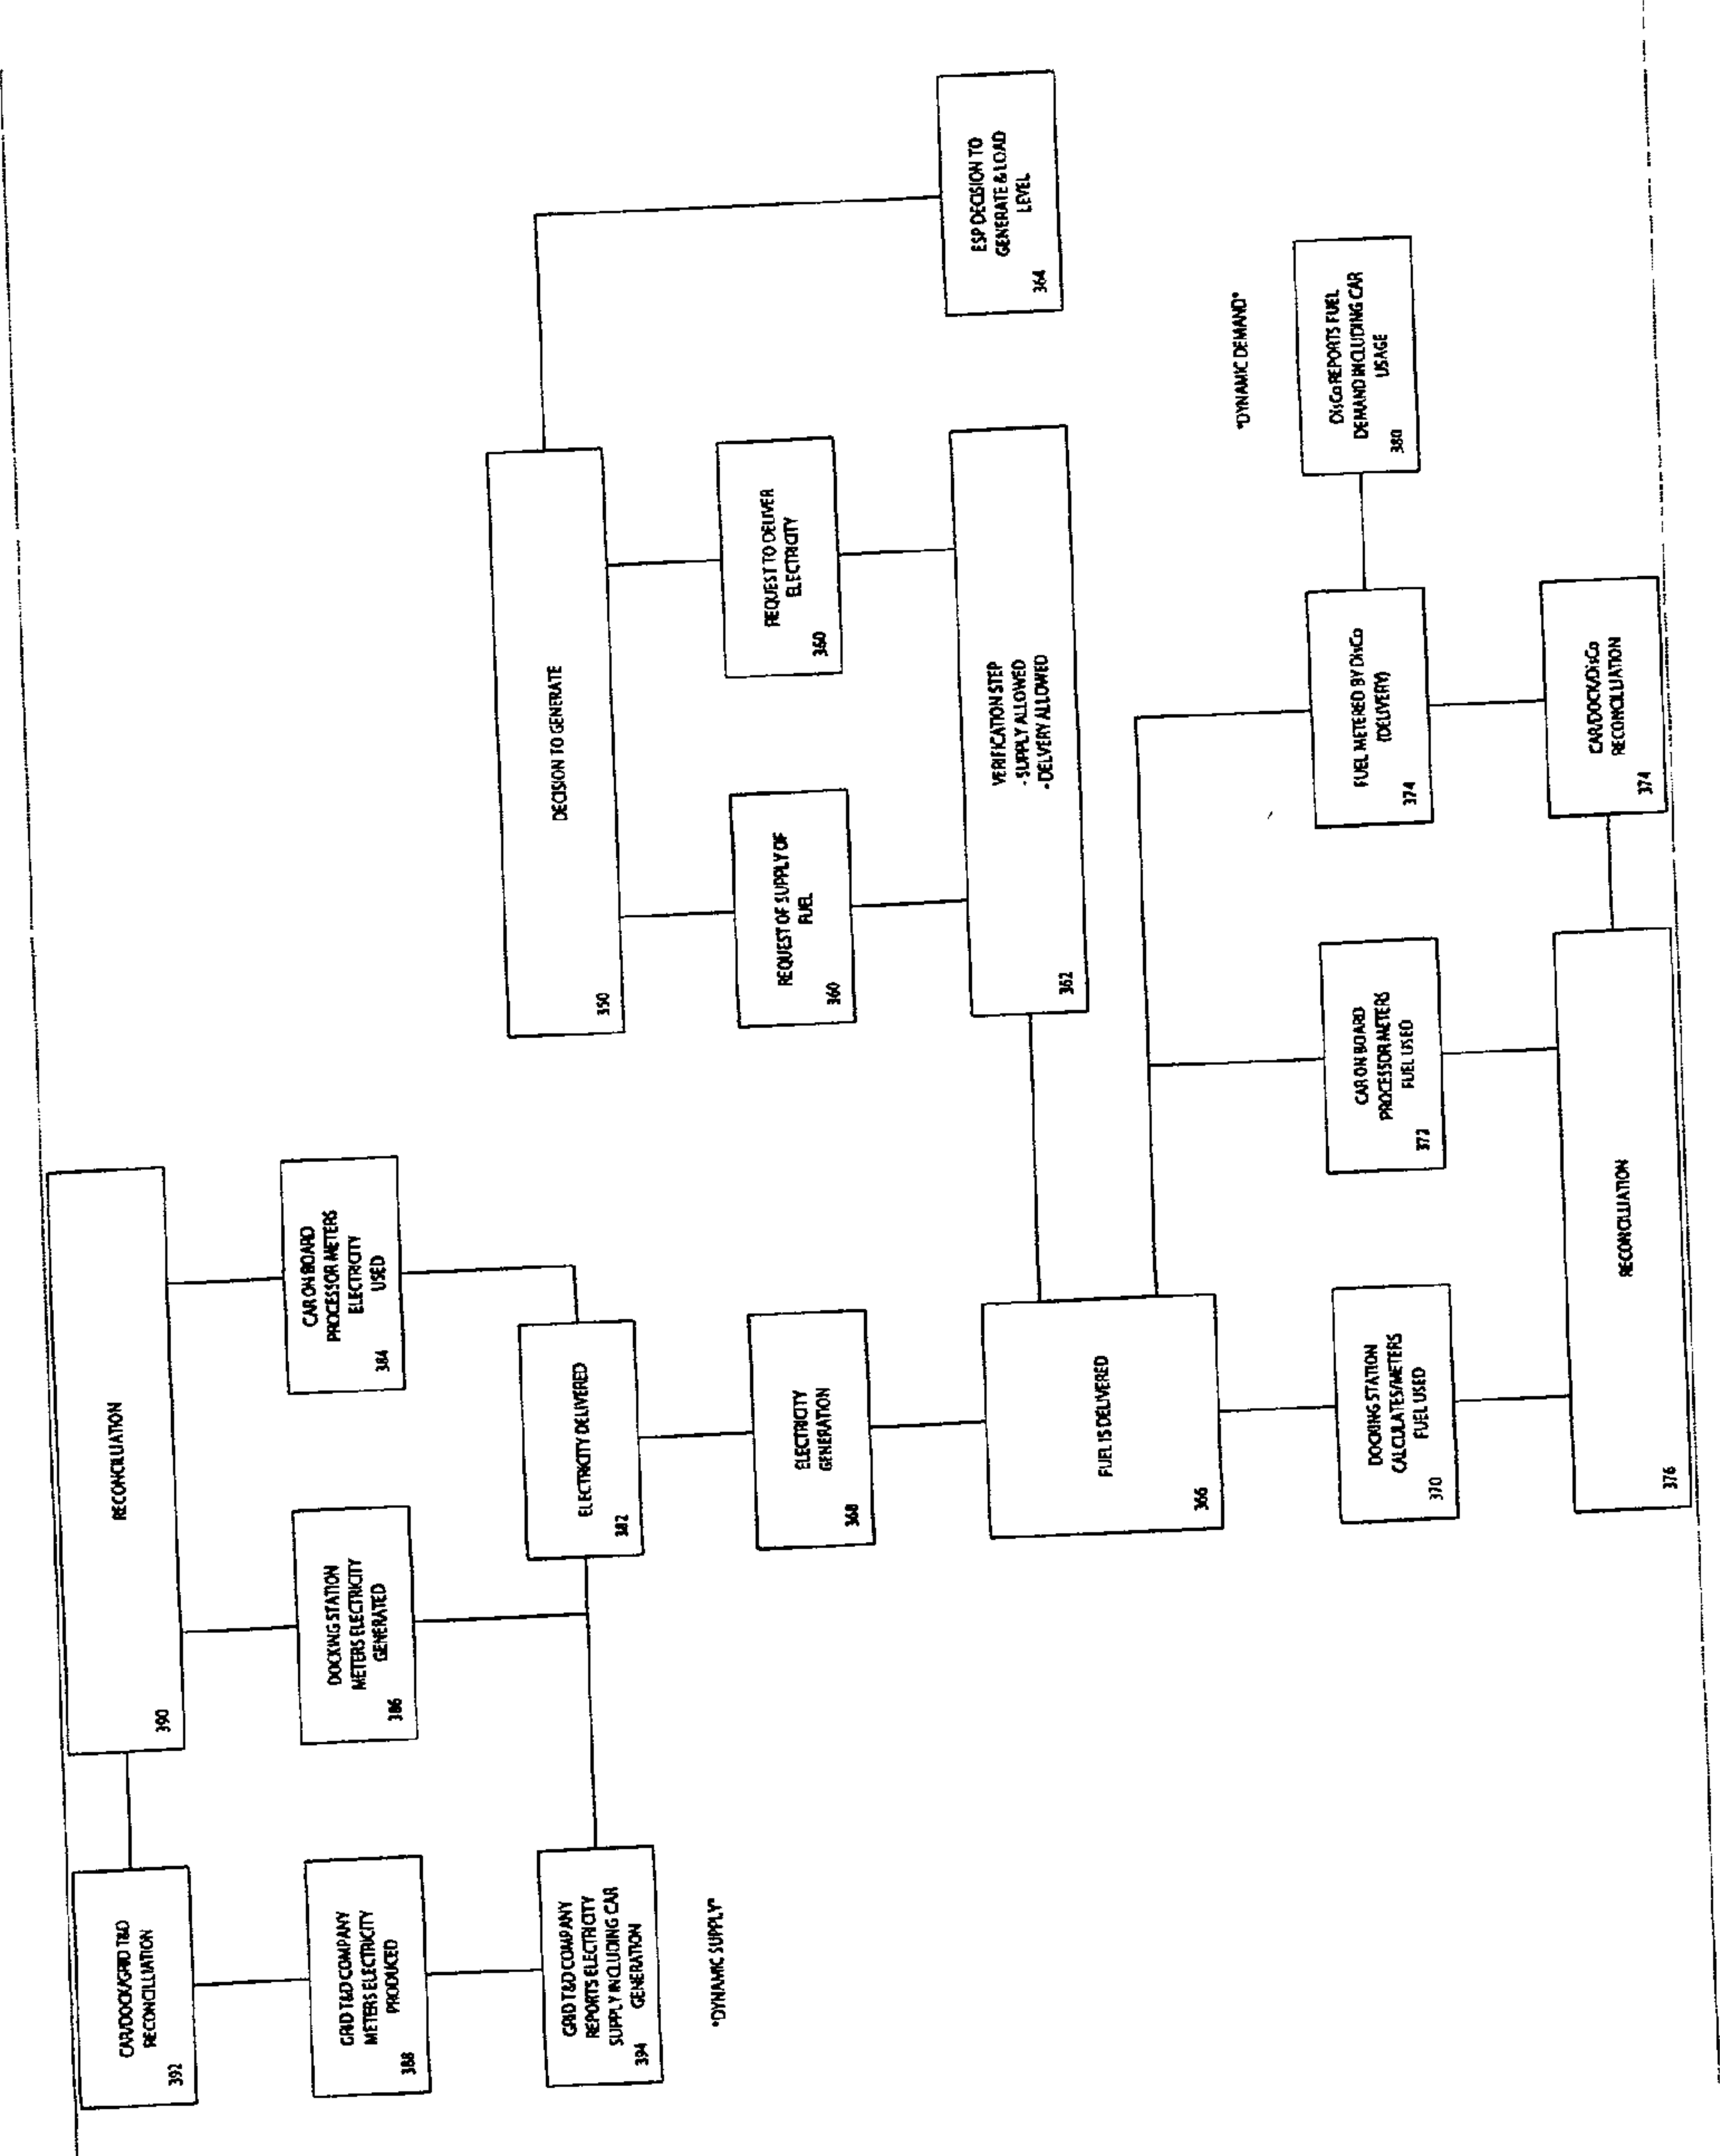 CAR/DOCK/GRID T&D
RECONCILLIATION
392
RECONCILIATION
390
GRID T&D COMPANY
METERS ELECTRICITY
PRODUCED
388
DOCKING STATION
METERS ELECTRICITY
GENERATED
386
CAR ON BOARD
PROCESSOR METERS
ELECTRICITY
USED
384
GRID T&D COMPANY
REPORTS ELECTRICITY
SUPPLY INCLUDING CAR
GENERATION
394
ELECTRICITY DELIVERED
382
DECISION TO GENERATE
350
"DYNAMIC SUPPLY"
ELECTRICITY
GENERATION
368
REQUEST OF SUPPLY OF
FUEL
360
REQUEST TO DELIVER
ELECTRICITY
360
FUEL IS DELIVERED
366
VERIFICATION STEP
- SUPPLY ALLOWED
- DELIVERY ALLOWED
362
ESP DECISION TO
GENERATE & LOAD
LEVEL
364
"DYNAMIC DEMAND"
DOCKING STATION
CALCULATES/METERS
FUEL USED
370
CAR ON BOARD
PROCESSOR METERS
FUEL USED
372
FUEL METERED BY DisCo
(DELIVERY)
374
DisCo REPORTS FUEL
DEMAND INCLUDING CAR
USAGE
380
RECONCILIATION
376
CAR/DOCK/DisCo
RECONCILIATION
374